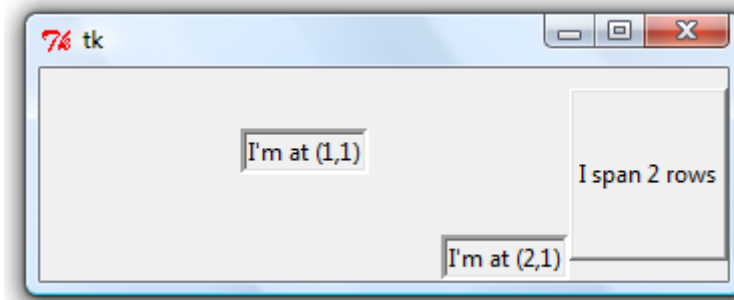 tk
I'm at (1,1)
I span 2 rows
I'm at (2,1)